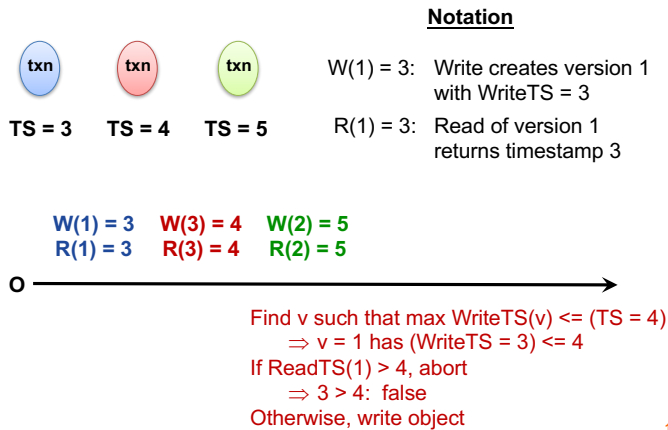 Notation
txn txn txn
TS = 3 TS = 4 TS = 5
W(1) = 3: Write creates version 1
with WriteTS = 3
R(1) = 3: Read of version 1
returns timestamp 3
W(1) = 3 W(3) = 4 W(2) = 5
R(1) = 3 R(3) = 4 R(2) = 5
O
Find v such that max WriteTS(v) <= (TS = 4)
⇒ v = 1 has (WriteTS = 3) <= 4
If ReadTS(1) > 4, abort
⇒ 3 > 4: false
Otherwise, write object